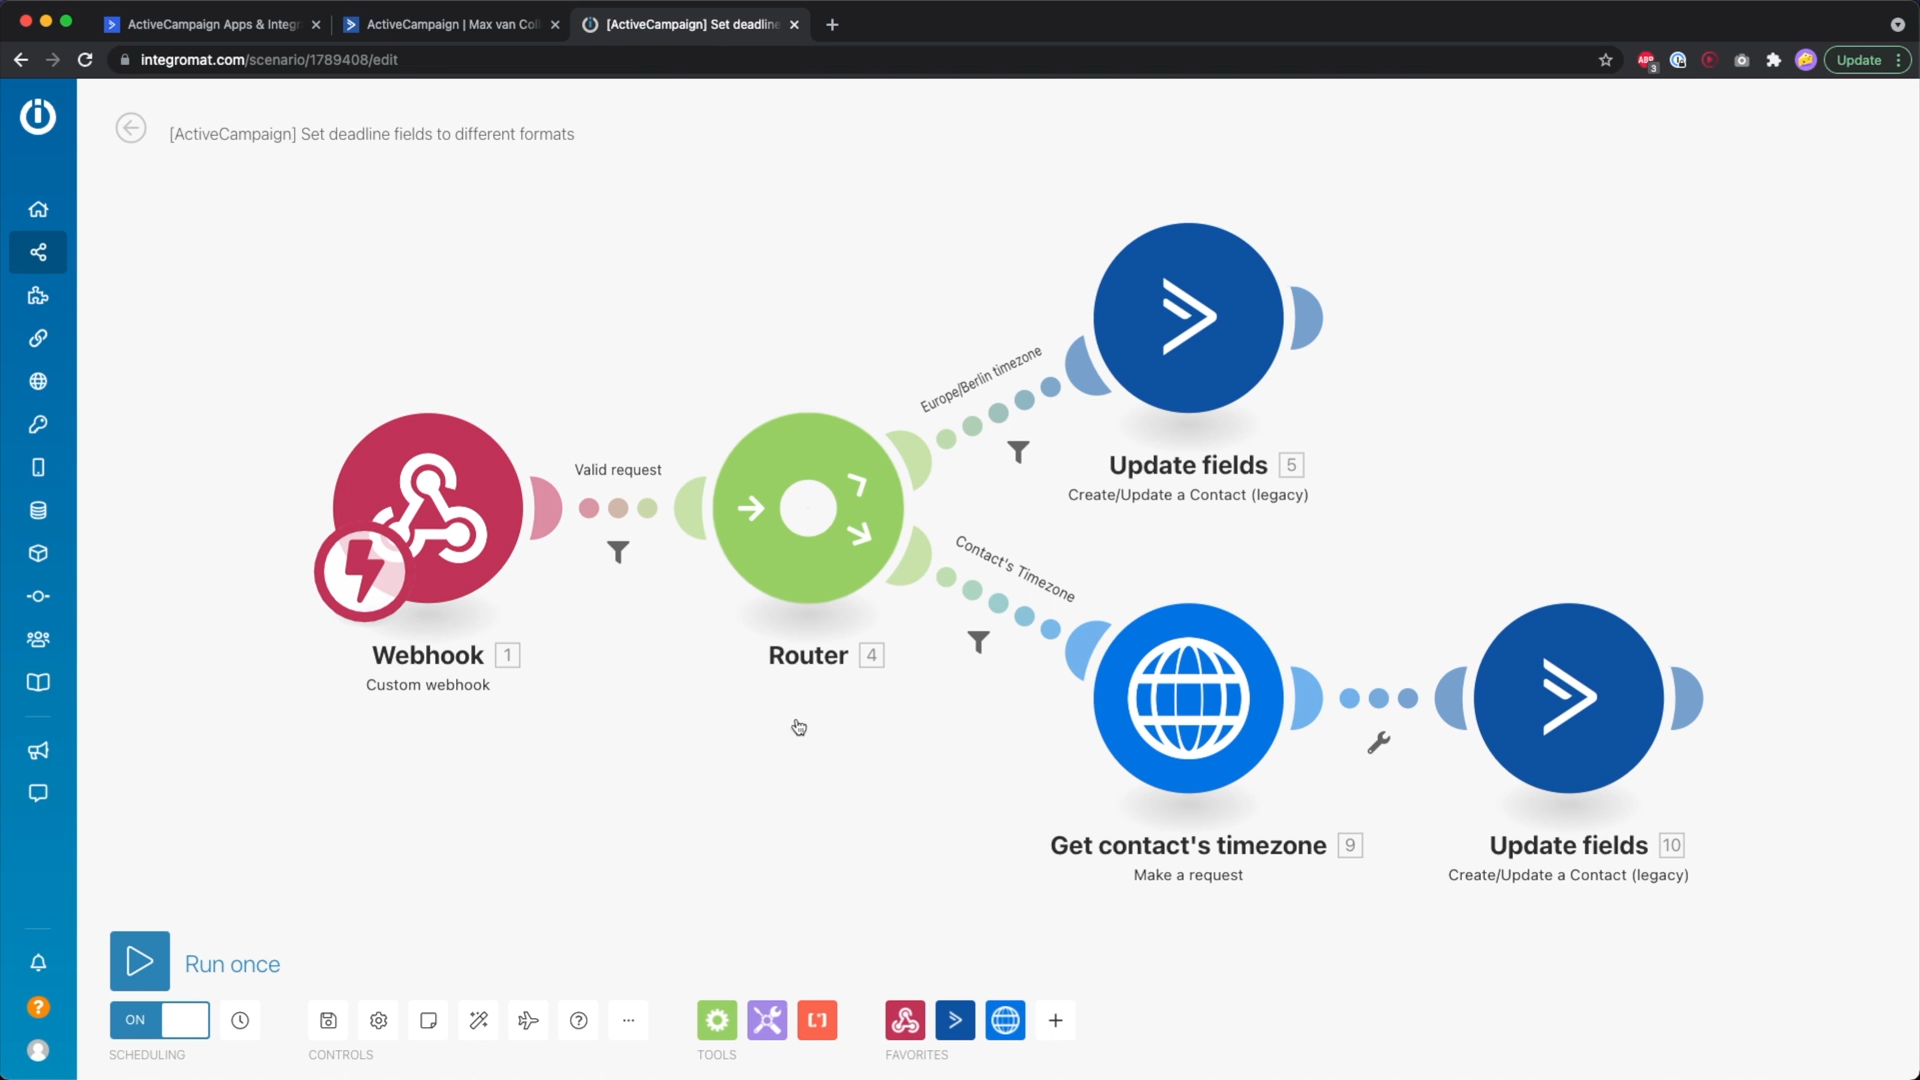 ActiveCampaign Apps & Integr
ActiveCampaign | Max van Coll
[ActiveCampaign] Set deadline
integromat.com/scenario/1789408/edit
ABP
3
Update
[ActiveCampaign] Set deadline fields to different formats
Europe/Berlin timezone
Update fields 5
Create/Update a Contact (legacy)
Valid request
Contact's Timezone
Webhook 1
Custom webhook
Router 4
Get contact's timezone 9
Make a request
Update fields 10
Create/Update a Contact (legacy)
Run once
ON
SCHEDULING
CONTROLS
TOOLS
FAVORITES